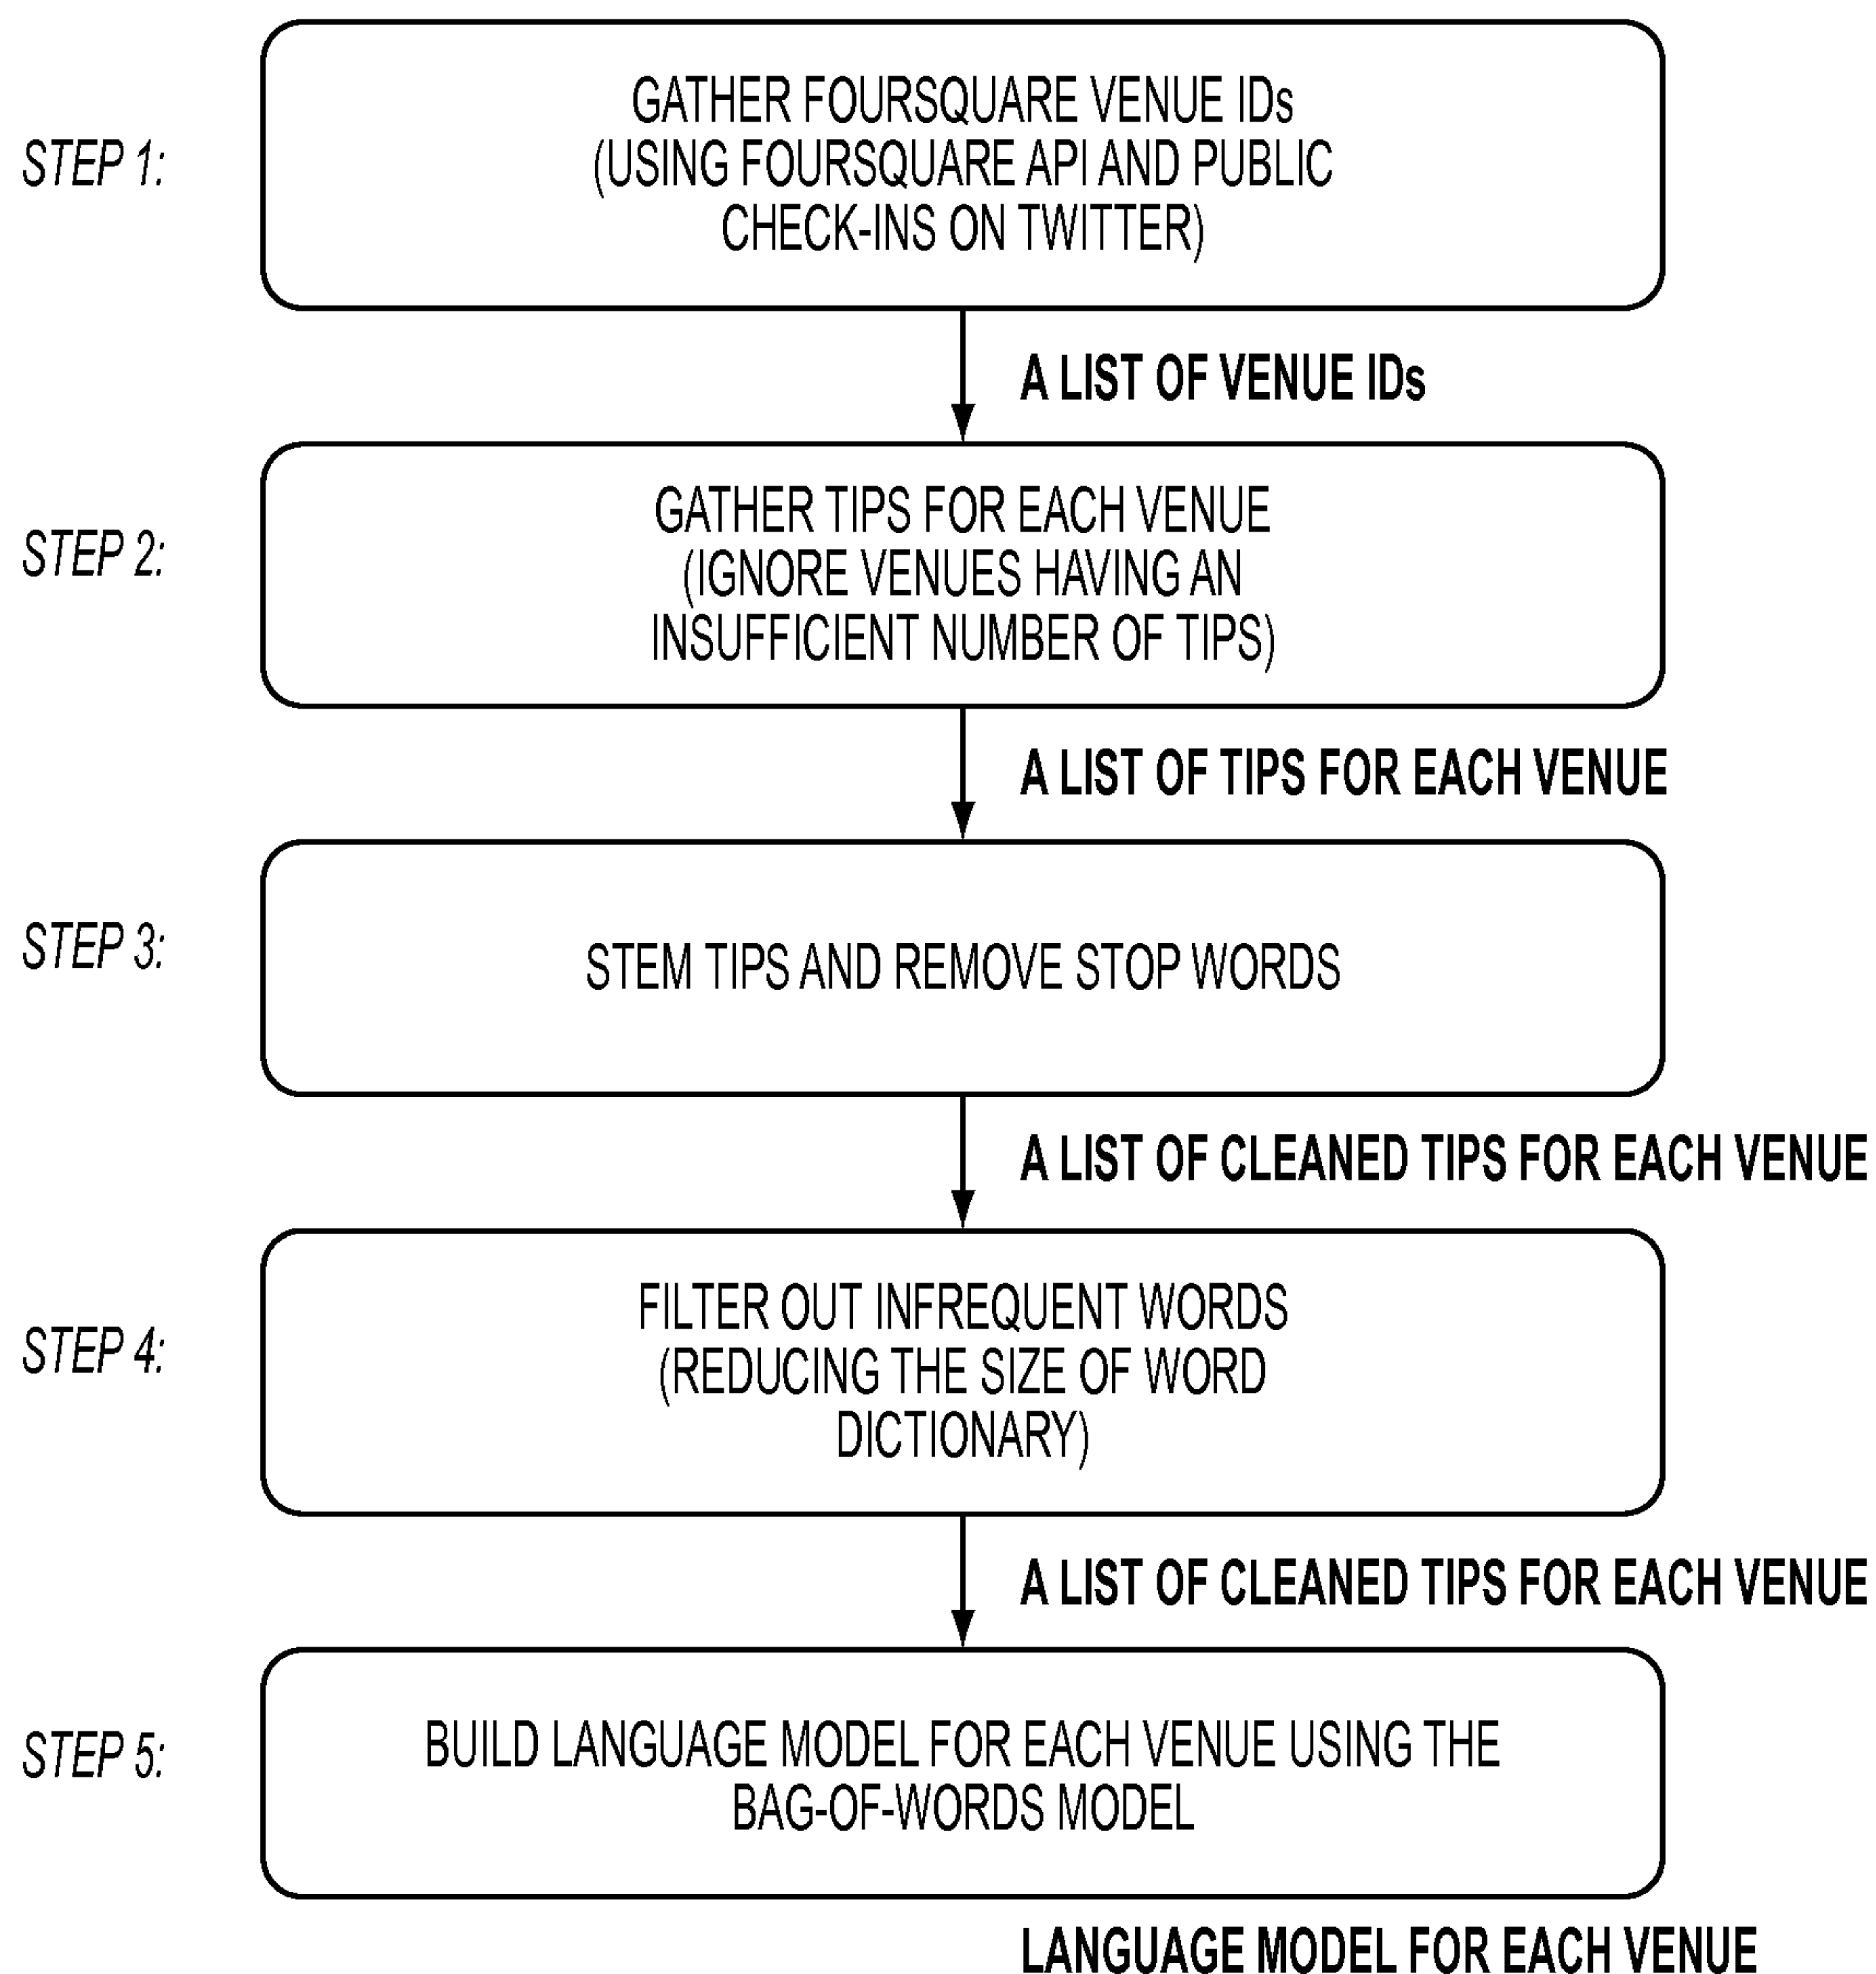 STEP 1:
GATHER FOURSQUARE VENUE IDs
(USING FOURSQUARE API AND PUBLIC
CHECK-INS ON TWITTER)
A LIST OF VENUE IDs
STEP 2:
GATHER TIPS FOR EACH VENUE
(IGNORE VENUES HAVING AN
INSUFFICIENT NUMBER OF TIPS)
A LIST OF TIPS FOR EACH VENUE
STEP 3:
STEM TIPS AND REMOVE STOP WORDS
A LIST OF CLEANED TIPS FOR EACH VENUE
STEP 4:
FILTER OUT INFREQUENT WORDS
(REDUCING THE SIZE OF WORD
DICTIONARY)
A LIST OF CLEANED TIPS FOR EACH VENUE
STEP 5:
BUILD LANGUAGE MODEL FOR EACH VENUE USING THE
BAG-OF-WORDS MODEL
LANGUAGE MODEL FOR EACH VENUE